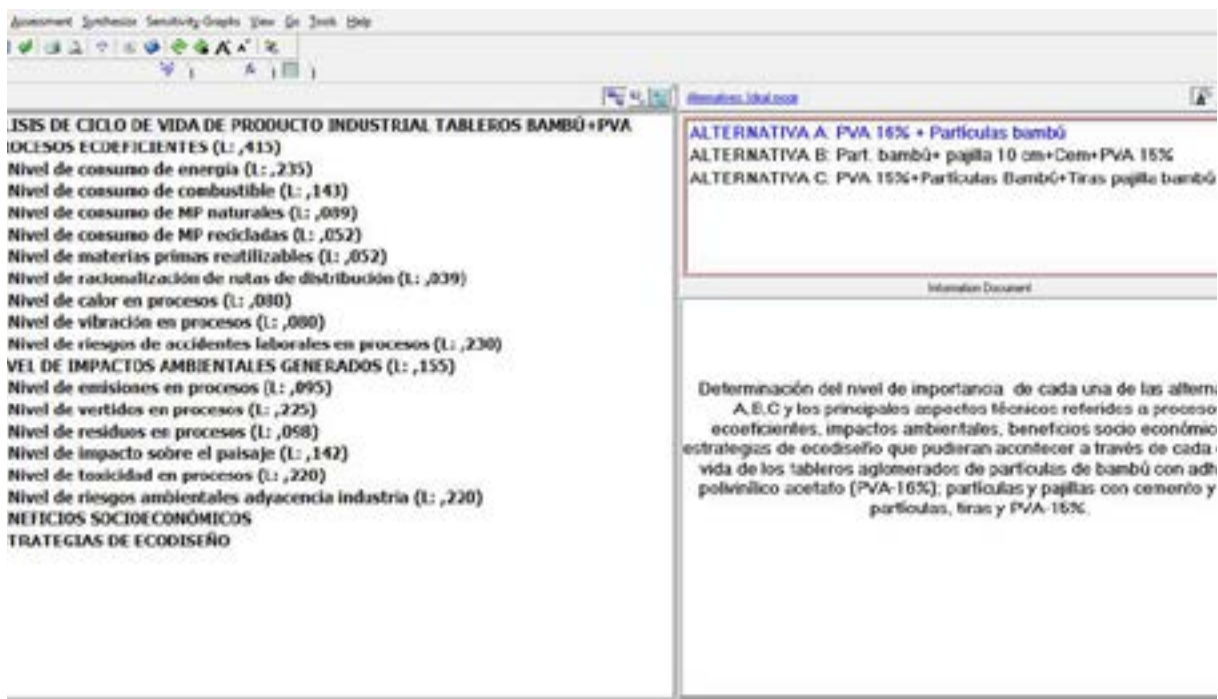 Assessment Synthesize Sensitivity-Graphs View Go Tools Help
Alternatives: Ideal mode
ISIS DE CICLO DE VIDA DE PRODUCTO INDUSTRIAL TABLEROS BAMBÚ+PVA
OCESOS ECOEFICIENTES (L: ,415)
Nivel de consumo de energía (L: ,235)
Nivel de consumo de combustible (L: ,143)
Nivel de consumo de MP naturales (L: ,089)
Nivel de consumo de MP recicladas (L: ,052)
Nivel de materias primas reutilizables (L: ,052)
Nivel de racionalización de rutas de distribución (L: ,039)
Nivel de calor en procesos (L: ,080)
Nivel de vibración en procesos (L: ,080)
Nivel de riesgos de accidentes laborales en procesos (L: ,230)
VEL DE IMPACTOS AMBIENTALES GENERADOS (L: ,155)
Nivel de emisiones en procesos (L: ,095)
Nivel de vertidos en procesos (L: ,225)
Nivel de residuos en procesos (L: ,098)
Nivel de impacto sobre el paisaje (L: ,142)
Nivel de toxicidad en procesos (L: ,220)
Nivel de riesgos ambientales adyacencia industria (L: ,220)
NEFICIOS SOCIOECONÓMICOS
TRATEGIAS DE ECODISEÑO
ALTERNATIVA A: PVA 16% + Partículas bambú
ALTERNATIVA B: Part. bambú+ pajilla 10 cm+Cem+PVA 15%
ALTERNATIVA C: PVA 15%+Partículas Bambú+Tiras pajilla bambú
Information Document
Determinación del nivel de importancia de cada una de las alterna
A,B,C y los principales aspectos técnicos referidos a proceso
ecoeficientes, impactos ambientales, beneficios socio económic
estrategias de ecodiseño que pudieran acontecer a través de cada
vida de los tableros aglomerados de partículas de bambú con adh
polivinílico acetato (PVA-16%); partículas y pajillas con cemento y
partículas, tiras y PVA-15%.